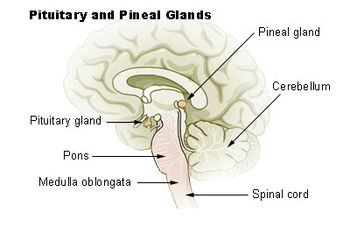 Pituitary and Pineal Glands
Pineal gland
Cerebellum
Pituitary gland
Pons
Medulla oblongata
Spinal cord